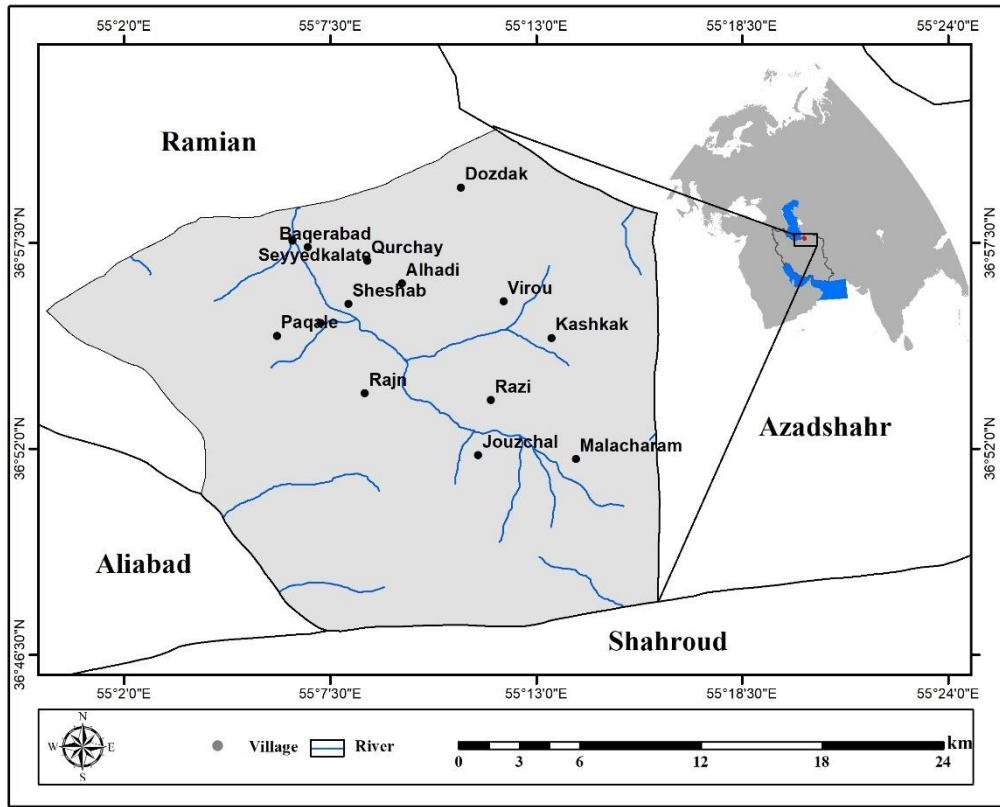 55°2'0"E 55°7'30"E 55°13'0"E 55°18'30"E 55°24'0"E
Ramian
Dozdak
36°57'30"N
36°57'30"N
Baqerabad
Seyyedkalate
Qurchay
Alhadi
Sheshab
Virou
Paqale
Kashkak
Rajn
Razi
Azadshahr
36°52'0"N
36°52'0"N
Jouzchal
Malacharam
Aliabad
Shahroud
36°46'30"N
36°46'30"N
55°2'0"E 55°7'30"E 55°13'0"E 55°18'30"E 55°24'0"E
N
W E
S
Village River
km
0 3 6 12 18 24